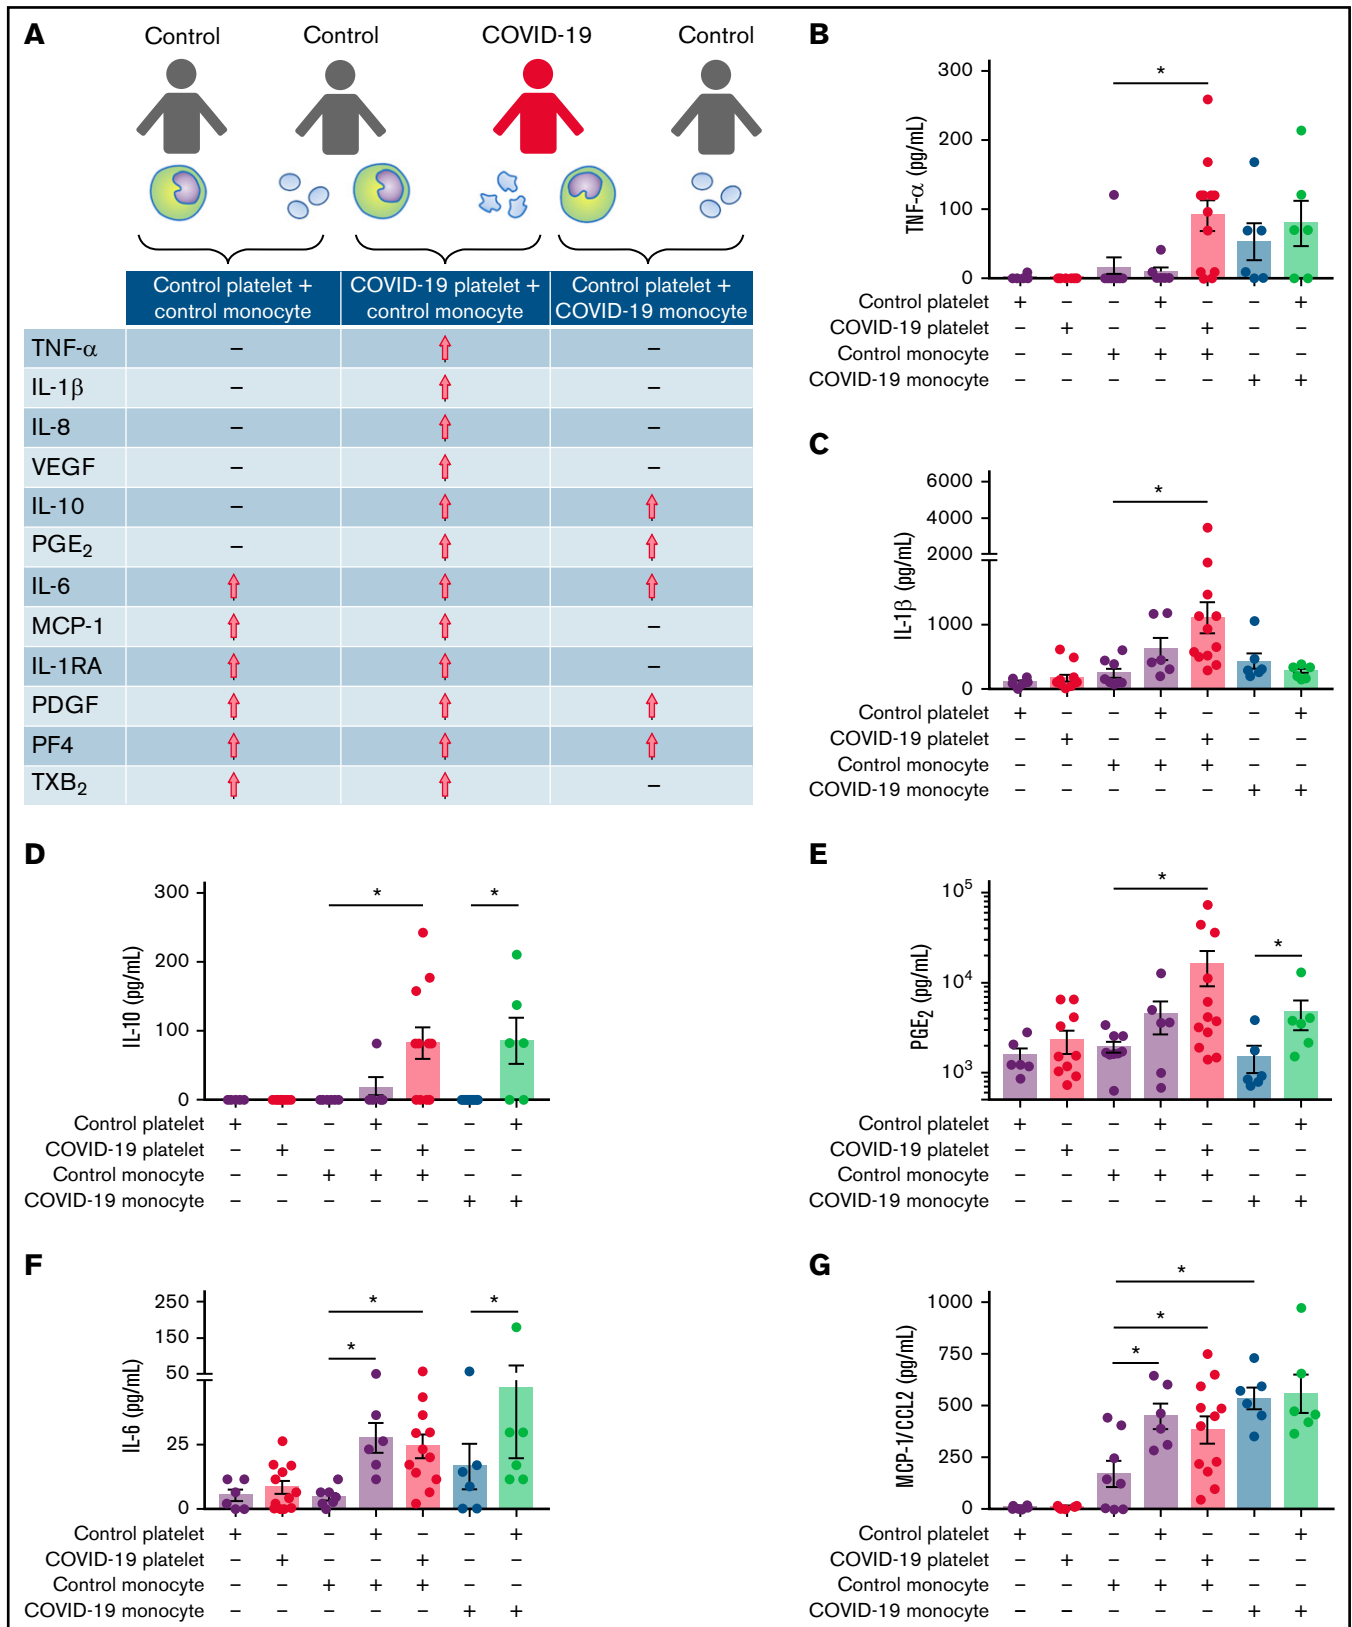 A
Control Control COVID-19 Control
Control platelet + control monocyte COVID-19 platelet + control monocyte Control platelet + COVID-19 monocyte
TNF-α – –
IL-1β – –
IL-8 – –
VEGF – –
IL-10 –
PGE2 –
IL-6
MCP-1 –
IL-1RA –
PDGF
PF4
TXB2 –
B
TNF-α (pg/mL)
300
200
100
0
*
Control platelet + – – + – – +
COVID-19 platelet – + – – + – –
Control monocyte – – + + + – –
COVID-19 monocyte – – – – – + +
C
IL-1β (pg/mL)
6000
4000
2000
1000
0
*
Control platelet + – – + – – +
COVID-19 platelet – + – – + – –
Control monocyte – – + + + – –
COVID-19 monocyte – – – – – + +
D
IL-10 (pg/mL)
300
200
100
0
* *
Control platelet + – – + – – +
COVID-19 platelet – + – – + – –
Control monocyte – – + + + – –
COVID-19 monocyte – – – – – + +
E
PGE2 (pg/mL)
10^5
10^4
10^3
* *
Control platelet + – – + – – +
COVID-19 platelet – + – – + – –
Control monocyte – – + + + – –
COVID-19 monocyte – – – – – + +
F
IL-6 (pg/mL)
250
150
50
25
0
* * *
Control platelet + – – + – – +
COVID-19 platelet – + – – + – –
Control monocyte – – + + + – –
COVID-19 monocyte – – – – – + +
G
MCP-1/CCL2 (pg/mL)
1000
750
500
250
0
* * *
Control platelet + – – + – – +
COVID-19 platelet – + – – + – –
Control monocyte – – + + + – –
COVID-19 monocyte – – – – – + +